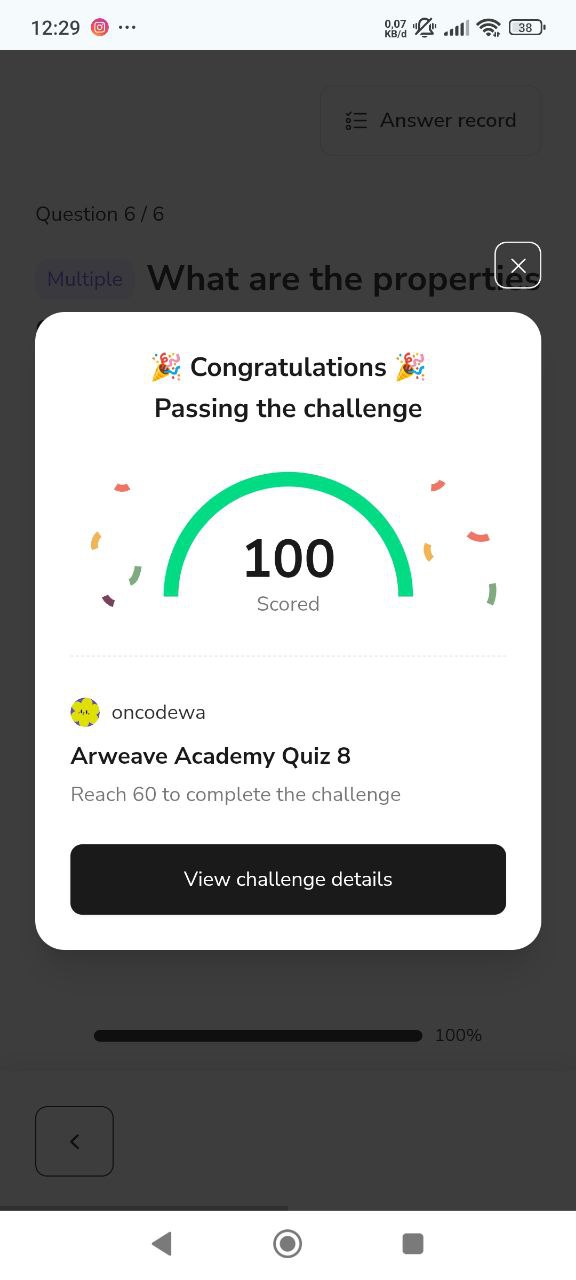 12:29
0,07
KB/d
38
Answer record
Question 6 / 6
Multiple What are the properties
🎉 Congratulations 🎉
Passing the challenge
100
Scored
oncodewa
Arweave Academy Quiz 8
Reach 60 to complete the challenge
View challenge details
100%